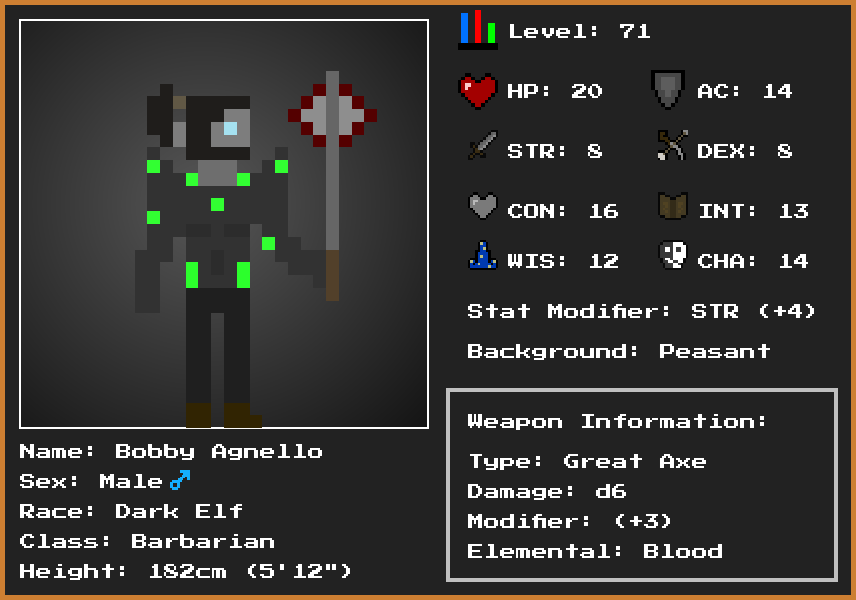 Level: 71
HP: 20
AC: 14
STR: 8
DEX: 8
CON: 16
INT: 13
WIS: 12
CHA: 14
Stat Modifier: STR (+4)
Background: Peasant
Weapon Information:
Type: Great Axe
Damage: d6
Modifier: (+3)
Elemental: Blood
Name: Bobby Agnello
Sex: Male ♂
Race: Dark Elf
Class: Barbarian
Height: 182cm (5'12")